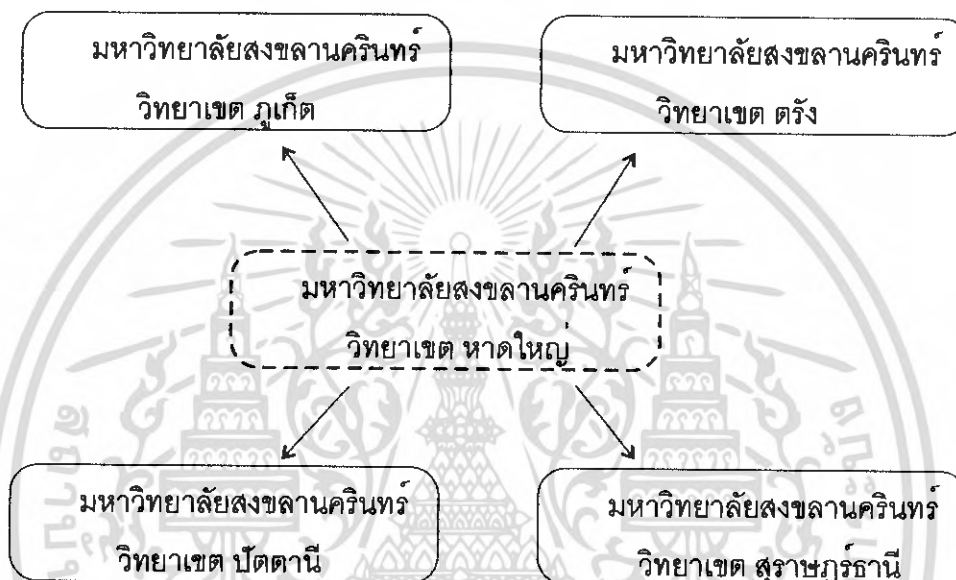 มหาวิทยาลัยสงขลานครินทร์
วิทยาเขต ภูเก็ต
มหาวิทยาลัยสงขลานครินทร์
วิทยาเขต ตรัง
มหาวิทยาลัยสงขลานครินทร์
วิทยาเขต หาดใหญ่
มหาวิทยาลัยสงขลานครินทร์
วิทยาเขต ปัตตานี
มหาวิทยาลัยสงขลานครินทร์
วิทยาเขต สุราษฎร์ธานี